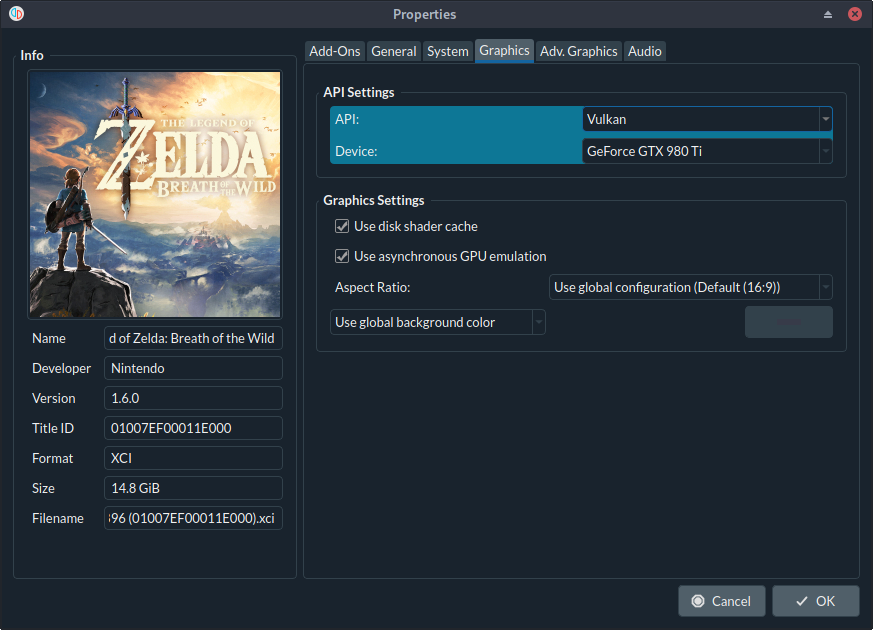 Properties
Info
THE LEGEND OF
ZELDA
BREATH OF THE WILD
Name
d of Zelda: Breath of the Wild
Developer
Nintendo
Version
1.6.0
Title ID
01007EF00011E000
Format
XCI
Size
14.8 GiB
Filename
96 (01007EF00011E000).xci
Add-Ons
General
System
Graphics
Adv. Graphics
Audio
API Settings
API:
Vulkan
Device:
GeForce GTX 980 Ti
Graphics Settings
Use disk shader cache
Use asynchronous GPU emulation
Aspect Ratio:
Use global configuration (Default (16:9))
Use global background color
Cancel
OK